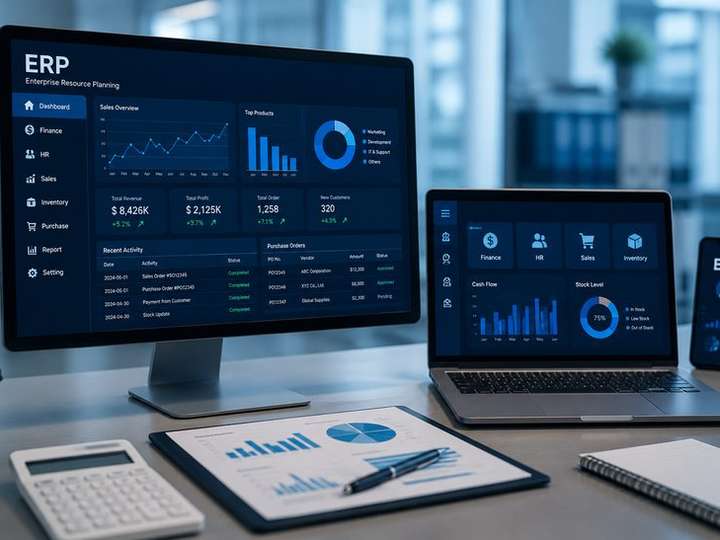 ERP
Enterprise Resource Planning
Dashboard
Finance
HR
Sales
Inventory
Purchase
Report
Setting
Sales Overview
Top Products
Marketing
Development
IT & Support
Others
Total Revenue
$ 8,426K
+5.2%
Total Profit
$ 2,125K
+3.7%
Total Order
1,258
+7.1%
New Customers
320
+4.5%
Recent Activity
Date Activity Status
2024-05-01 Sales Order #SO12345 Completed
2024-05-01 Purchase Order #PO12343 Completed
2024-04-30 Payment from Customer Completed
2024-04-30 Stock Update Completed
Purchase Orders
PO No. Vendor Amount Status
PO12345 ABC Corporation $12,300 Approved
XYZ Co., Ltd. Approved
PO12343 Global Supplies Pending
Finance
HR
Sales
Inventory
Cash Flow
Stock Level
75%
In Stock
Low Stock
Out of Stock